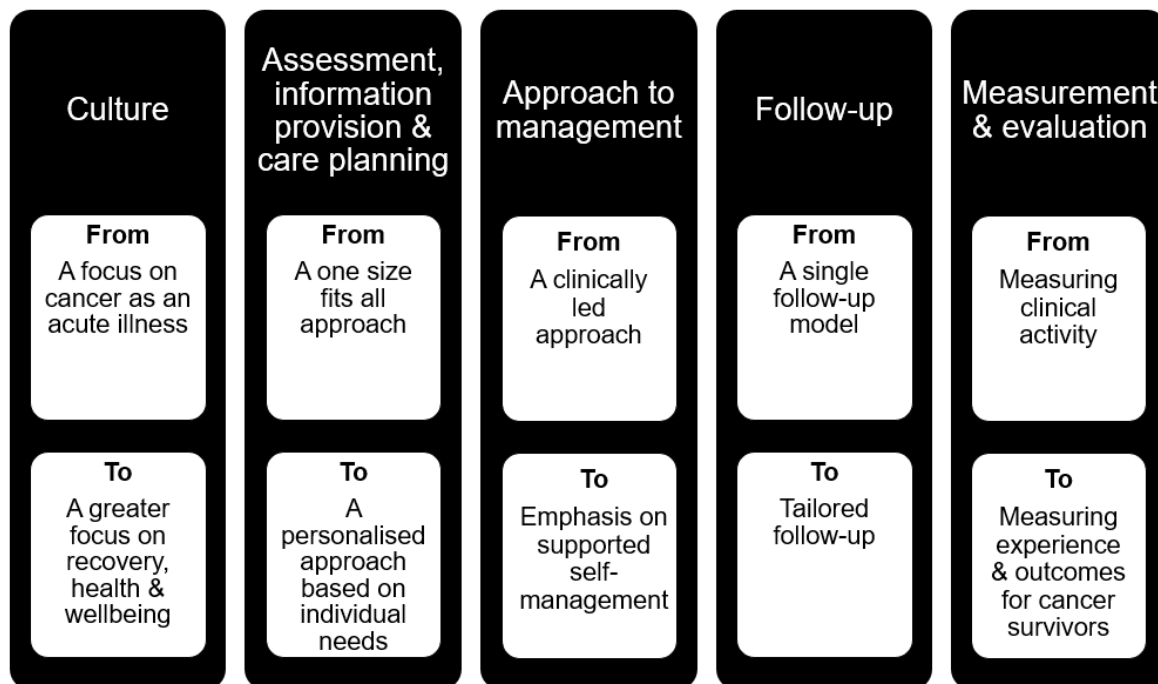 Culture
From
A focus on
cancer as an
acute illness
To
A greater
focus on
recovery,
health &
wellbeing
Assessment,
information
provision &
care planning
From
A one size
fits all
approach
To
A
personalised
approach
based on
individual
needs
Approach to
management
From
A clinically
led
approach
To
Emphasis on
supported
self-
management
Follow-up
From
A single
follow-up
model
To
Tailored
follow-up
Measurement
& evaluation
From
Measuring
clinical
activity
To
Measuring
experience
& outcomes
for cancer
survivors